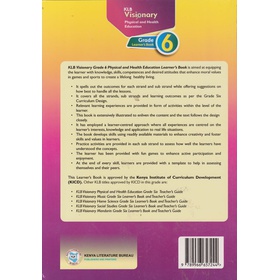 KLB
Visionary
Physical and Health
Education
Grade
Learner's Book
6
KLB Visionary Grade 6 Physical and Health Education Learner's Book is aimed at equipping
the learner with knowledge, skills, competences and desired attitudes that enhance moral values
in games and sports to create a lifelong healthy living.
• It spells out the outcomes for each strand and sub strand while offering suggestions on
how best to handle all the strands.
• It covers all the strands, sub strands and learning outcomes as per the Grade Six
Curriculum Design.
• Relevant learning experiences are provided in form of activities within the level of the
learner.
• This book is extensively illustrated to enliven the content and the text follows the design
closely.
• It has employed a learner-centred approach where all experiences are centred on the
learner's interests, knowledge and application to real life situations.
• The book develops skills using readily available materials to enhance creativity and foster
skills and values in learners.
• Practice activities are provided in each sub strand to assess how well the learners have
understood the concepts.
• The learner has been provided with fun games to enhance active participation and
enjoyment.
• At the end of every skill, learners are provided with a template to help in assessing
themselves and their peers.
This Learner's Book is approved by the Kenya Institute of Curriculum Development
(KICD). Other KLB titles approved by KICD in this grade are:
• KLB Visionary Physical and Health Education Grade Six Teacher's Guide
• KLB Visionary Music Grade Six Learner's Book and Teacher's Guide
• KLB Visionary Home Science Grade Six Learner's Book and Teacher's Guide
• KLB Visionary Social Studies Grade Six Learner's Book and Teacher's Guide
• KLB Visionary Mandarin Grade Six Learner's Book and Teacher's Guide
KENYA LITERATURE BUREAU
9 789966 657244